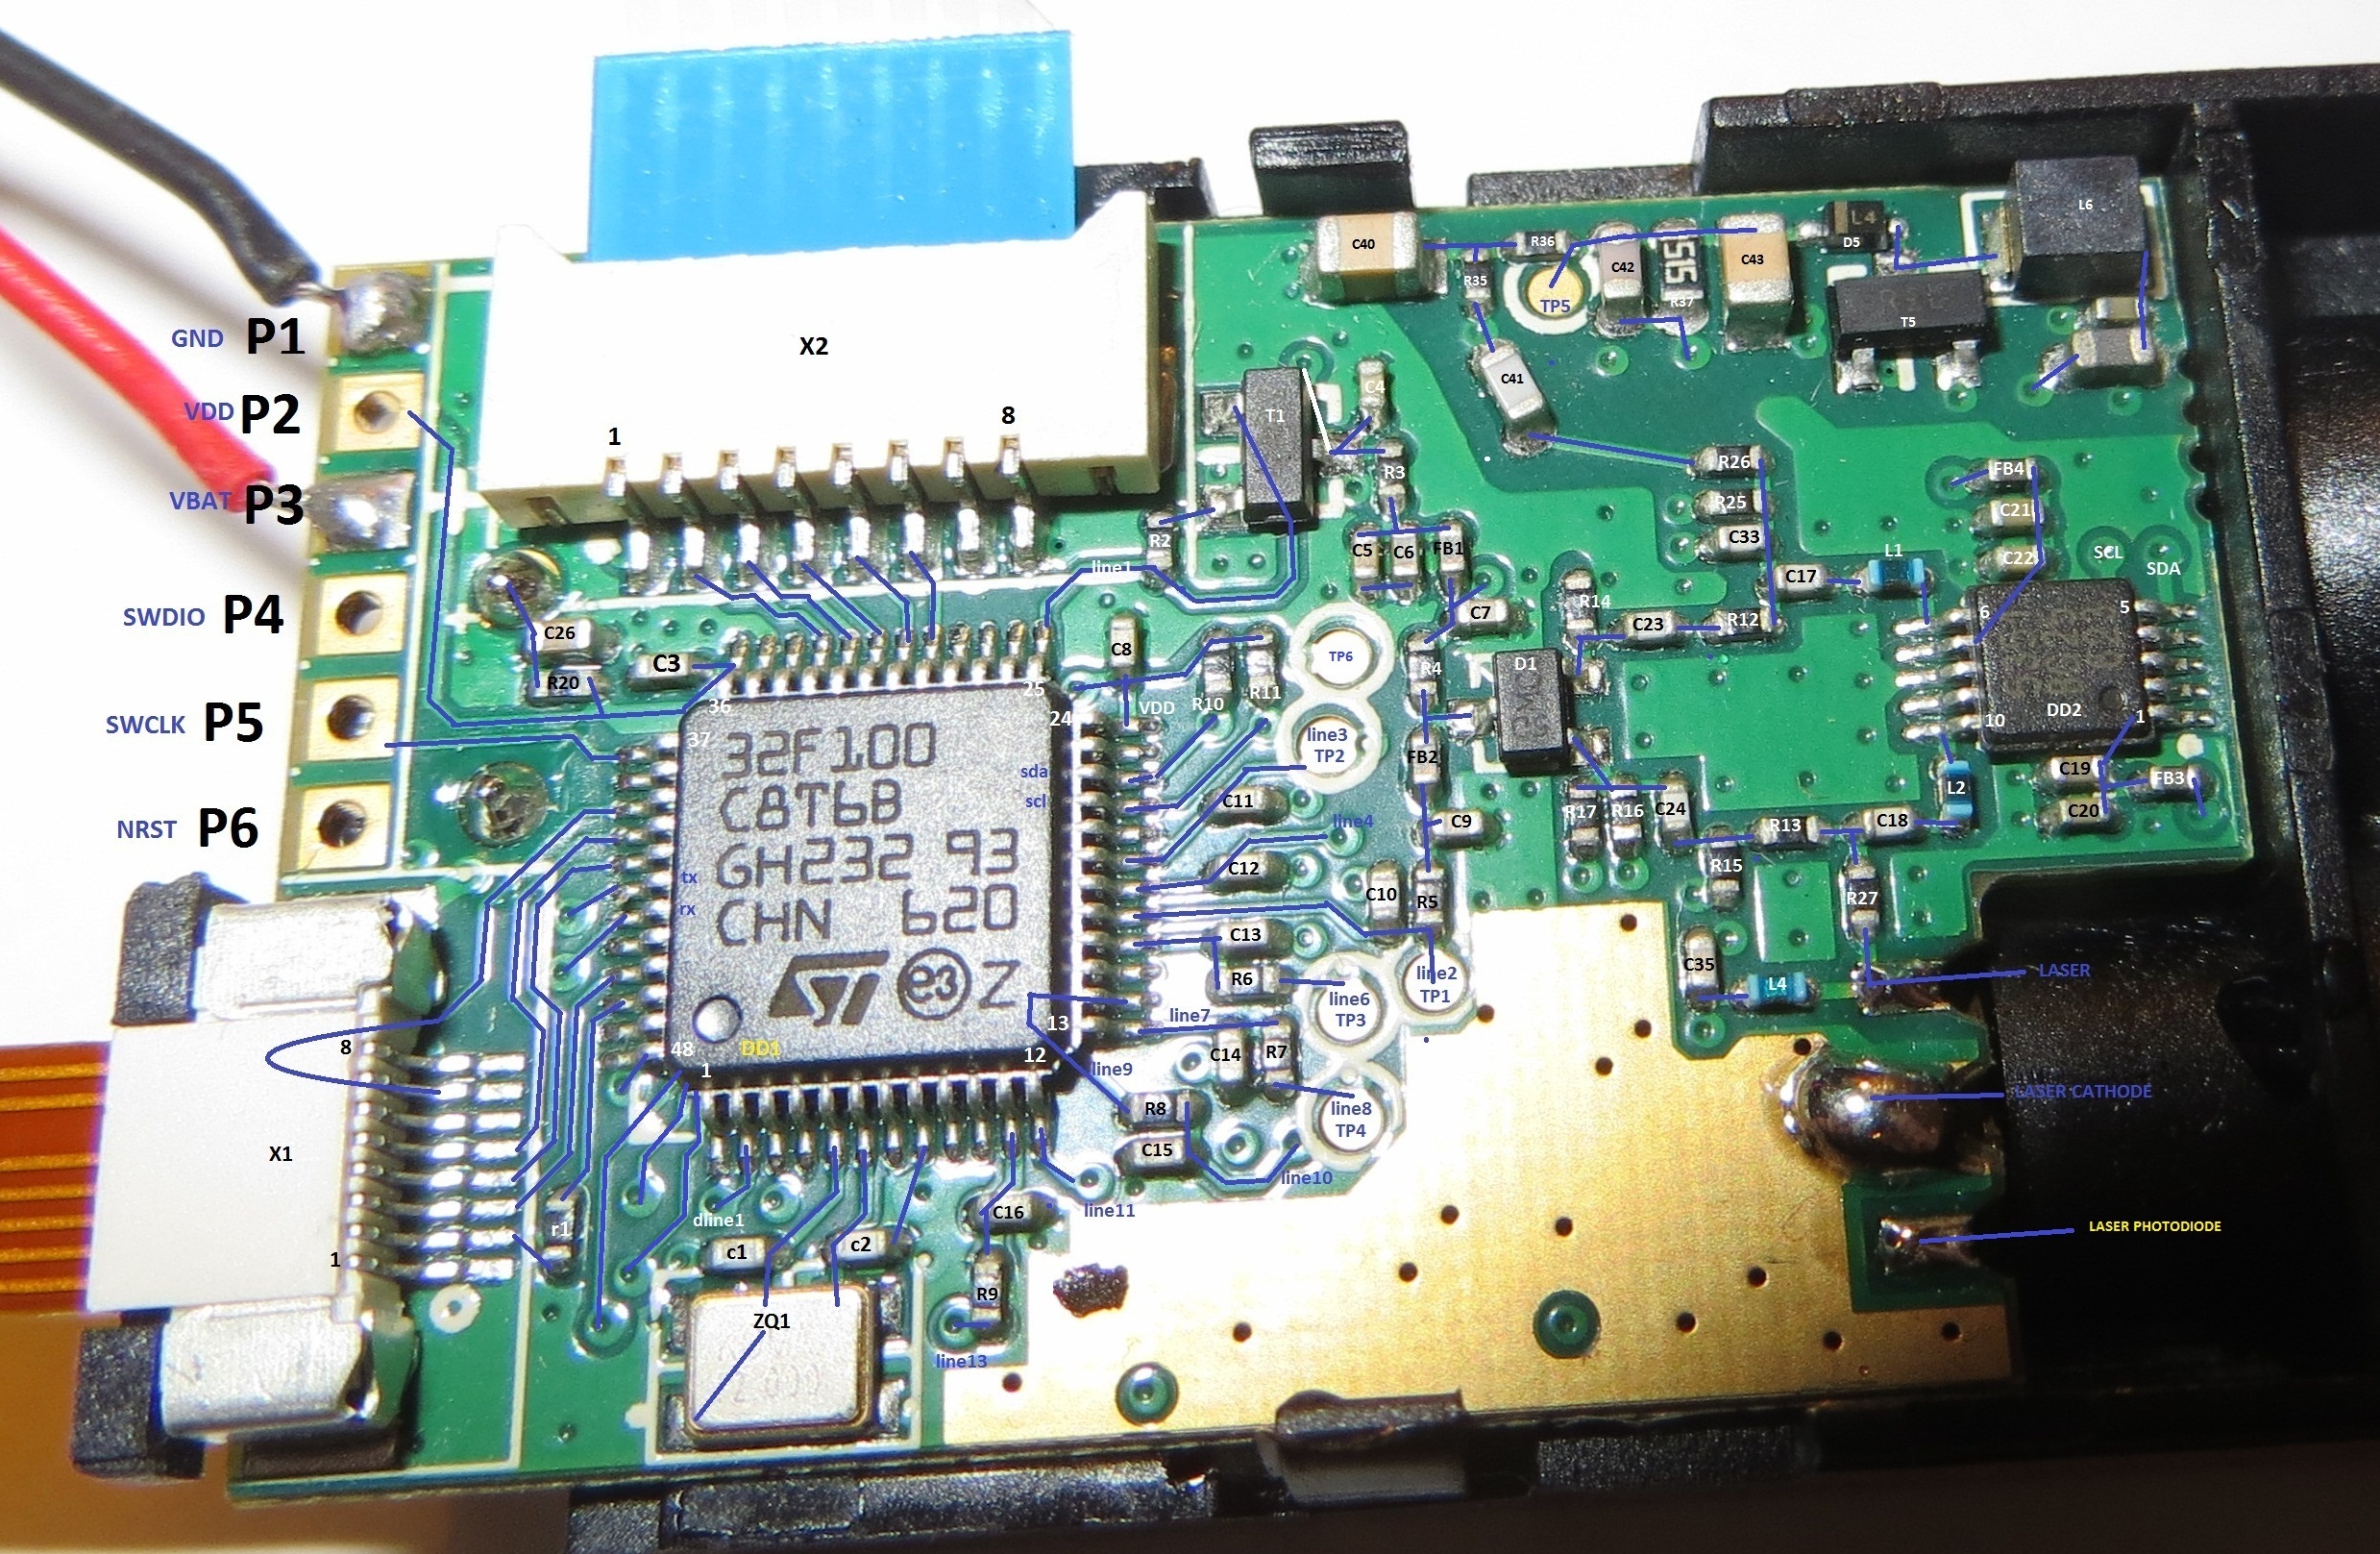 GND P1
VDD P2
VBAT P3
SWDIO P4
SWCLK P5
NRST P6
X2
1
8
C40
R36
R35
TP5
C42
515
R37
C43
L4
D5
L6
T5
C41
T1
C4
R3
R2
line1
C5
C6
FB1
C7
R26
R25
C33
C17
L1
FB4
C21
C22
SCL
SDA
R14
C23
R12
6
5
10
1
DD2
C26
R20
C3
C8
R10
R11
VDD
TP6
line3
TP2
R4
D1
FB2
C9
R17
R16
C24
R13
R15
C18
L2
C19
C20
FB3
R27
36
25
24
37
32F100
C8T6B
GH232 93
CHN 620
ST e3 Z
sda
scl
tx
rx
48
DD1
1
12
13
C11
line4
C12
C10
R5
C13
R6
line2
TP1
line6
TP3
line7
C14
R7
line9
R8
C15
line8
TP4
line10
line11
C35
L4
LASER
LASER CATHODE
LASER PHOTODIODE
8
X1
1
r1
dline1
c1
c2
C16
R9
line13
ZQ1